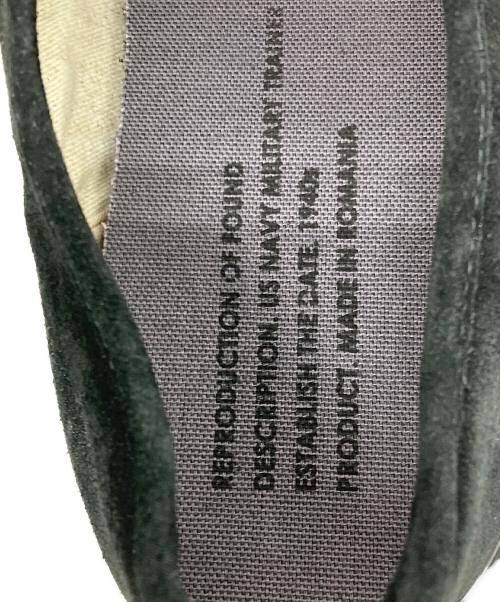 REPRODUCTION OF FOUND
DESCRIPTION. US NAVY MILITARY TRAINER
ESTABLISH THE DATE. 1940s
PRODUCT. MADE IN ROMANIA